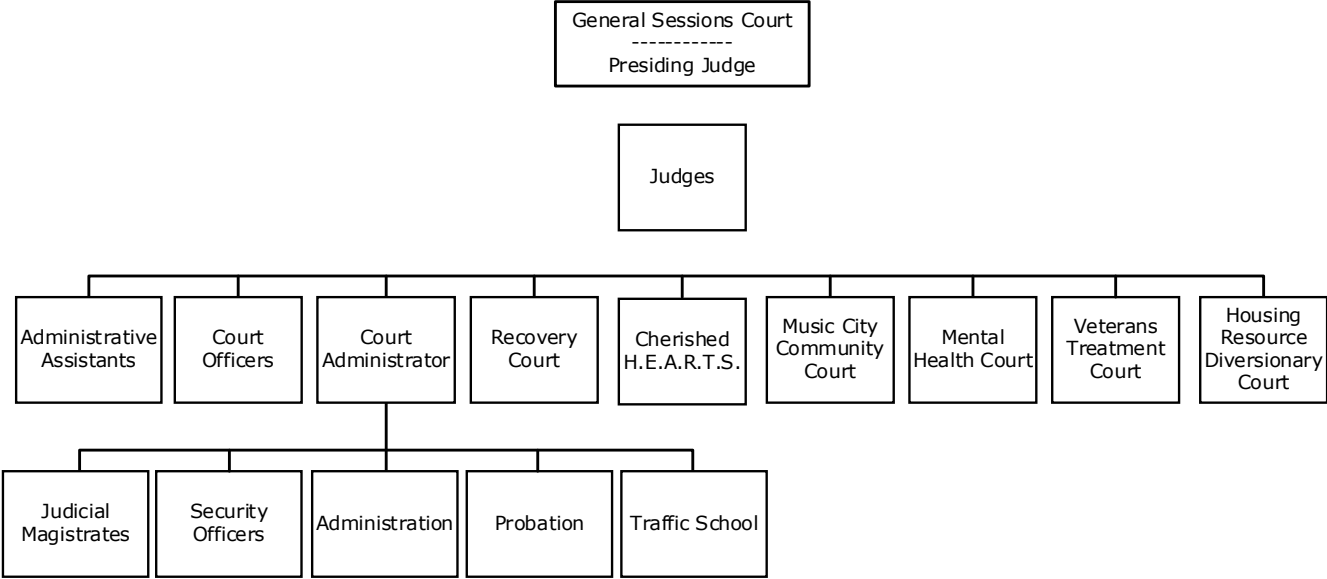 General Sessions Court
------------
Presiding Judge
Judges
Administrative
Assistants
Court
Officers
Court
Administrator
Recovery
Court
Cherished
H.E.A.R.T.S.
Music City
Community
Court
Mental
Health Court
Veterans
Treatment
Court
Housing
Resource
Diversionary
Court
Judicial
Magistrates
Security
Officers
Administration
Probation
Traffic School